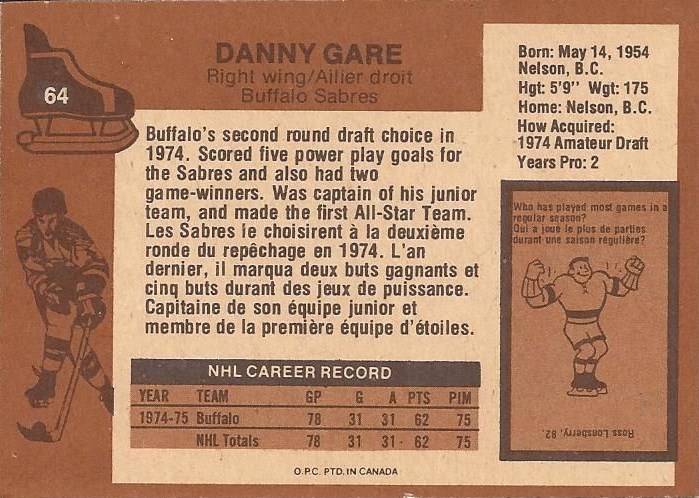 64
DANNY GARE
Right wing/Ailier droit
Buffalo Sabres
Born: May 14, 1954
Nelson, B.C.
Hgt: 5'9'' Wgt: 175
Home: Nelson, B.C.
How Acquired:
1974 Amateur Draft
Years Pro: 2
Buffalo's second round draft choice in
1974. Scored five power play goals for
the Sabres and also had two
game-winners. Was captain of his junior
team, and made the first All-Star Team.
Les Sabres le choisirent à la deuxième
ronde du repêchage en 1974. L'an
dernier, il marqua deux buts gagnants et
cinq buts durant des jeux de puissance.
Capitaine de son équipe junior et
membre de la première équipe d'étoiles.
Who has played most games in a
regular season?
Qui a joué le plus de parties
durant une saison régulière?
Ross Lonsberry, 82.
NHL CAREER RECORD
YEAR TEAM GP G A PTS PIM
1974-75 Buffalo 78 31 31 62 75
NHL Totals 78 31 31 62 75
O.P.C. PTD. IN CANADA